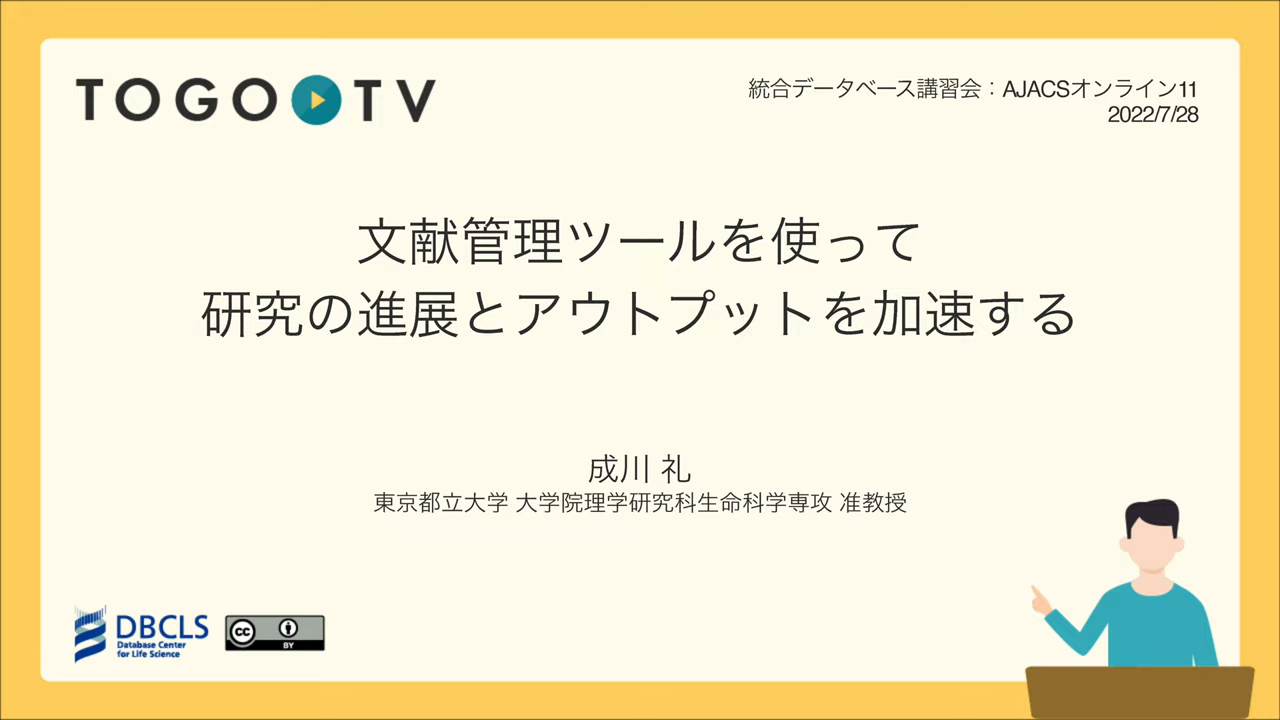 TOGO TV
統合データベース講習会：AJACSオンライン11
2022/7/28
文献管理ツールを使って
研究の進展とアウトプットを加速する
成川 礼
東京都立大学 大学院理学研究科生命科学専攻 准教授
DBCLS
Database Center
for Life Science
cc
BY